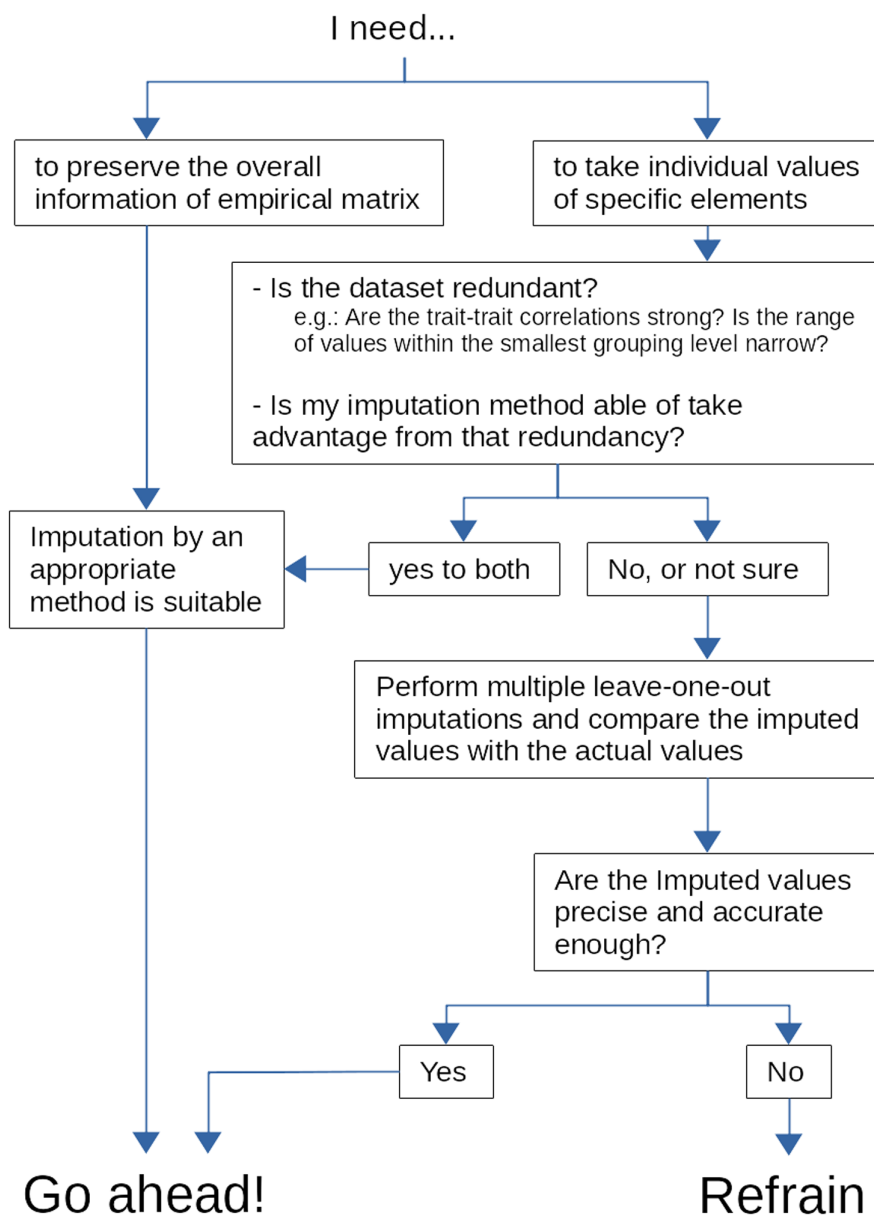 I need...
to preserve the overall
information of empirical matrix
to take individual values
of specific elements
- Is the dataset redundant?
e.g.: Are the trait-trait correlations strong? Is the range
of values within the smallest grouping level narrow?
- Is my imputation method able of take
advantage from that redundancy?
Imputation by an
appropriate
method is suitable
yes to both
No, or not sure
Perform multiple leave-one-out
imputations and compare the imputed
values with the actual values
Are the Imputed values
precise and accurate
enough?
Yes
No
Go ahead!
Refrain